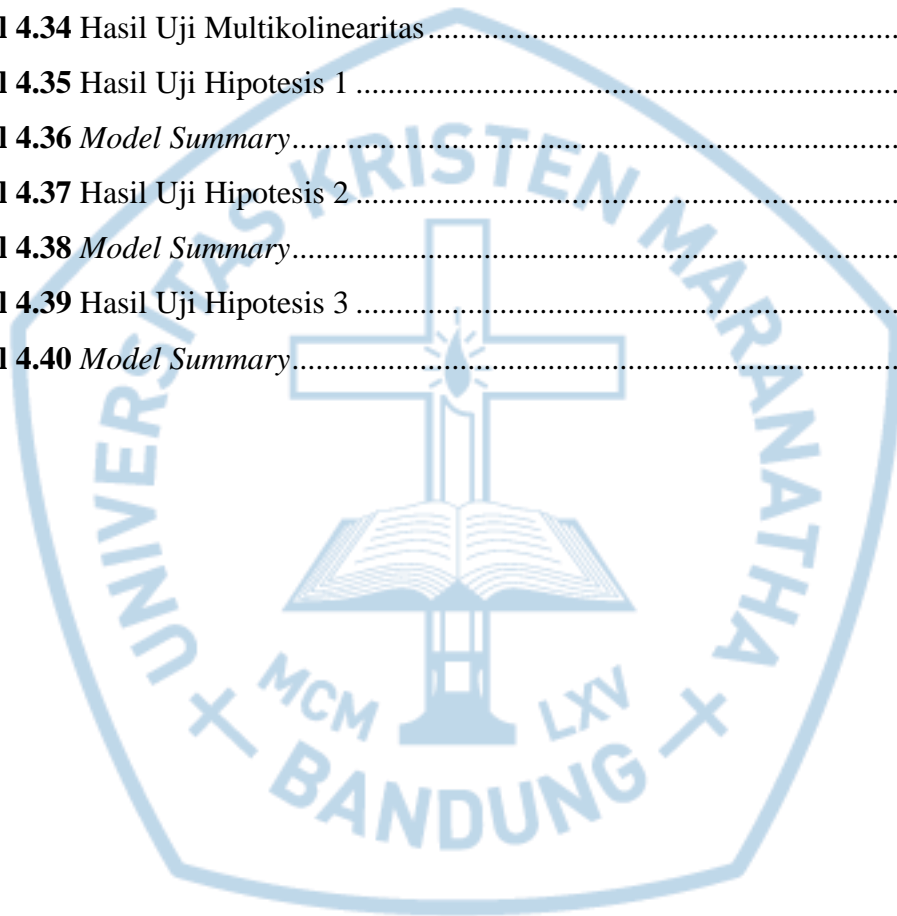 l 4.34 Hasil Uji Multikolinearitas................................................................
l 4.35 Hasil Uji Hipotesis 1 ................................................................
l 4.36 Model Summary................................................................
l 4.37 Hasil Uji Hipotesis 2 ................................................................
l 4.38 Model Summary................................................................
l 4.39 Hasil Uji Hipotesis 3 ................................................................
l 4.40 Model Summary................................................................
UNIVERSITAS KRISTEN MARANATHA
MCM LXV
BANDUNG